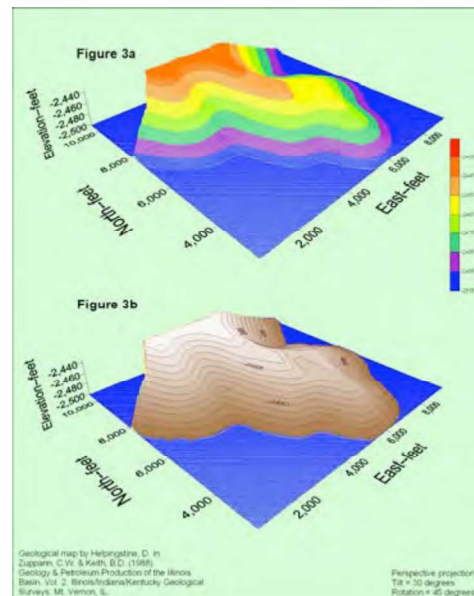 Figure 3a
-2,440
-2,460
-2,480
-2,500
Elevation-feet
10,000
8,000
6,000
4,000
North-feet
2,000
4,000
6,000
8,000
East-feet
Figure 3b
-2,440
-2,460
-2,480
-2,500
Elevation-feet
10,000
8,000
6,000
4,000
North-feet
2,000
4,000
6,000
8,000
East-feet
Geological map by Helpingstine, D. in
Zuppann, C.W. & Keith, B.D. (1988)
Geology & Petroleum Production of the Illinois
Basin, Vol. 2, Illinois/Indiana/Kentucky Geological
Surveys, Mt. Vernon, IL.
Perspective projection
Tilt = 30 degrees
Rotation = 45 degrees